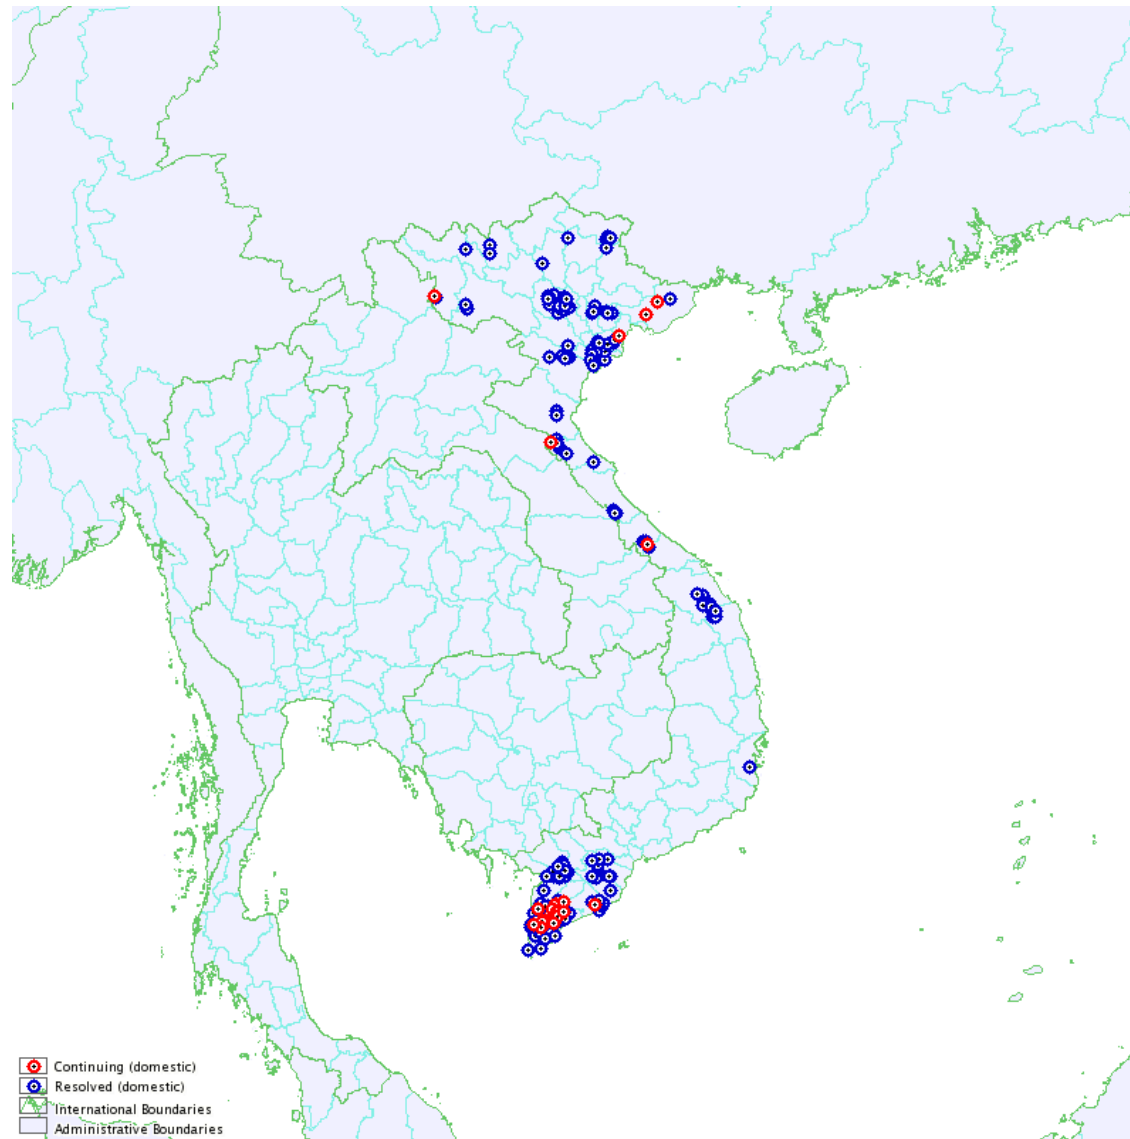 Continuing (domestic)
Resolved (domestic)
International Boundaries
Administrative Boundaries